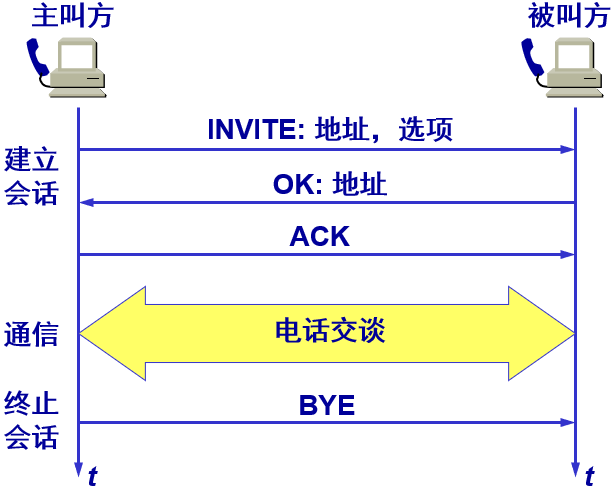 主叫方
被叫方
INVITE: 地址，选项
建立
会话
OK: 地址
ACK
通信
电话交谈
终止
会话
BYE
t
t